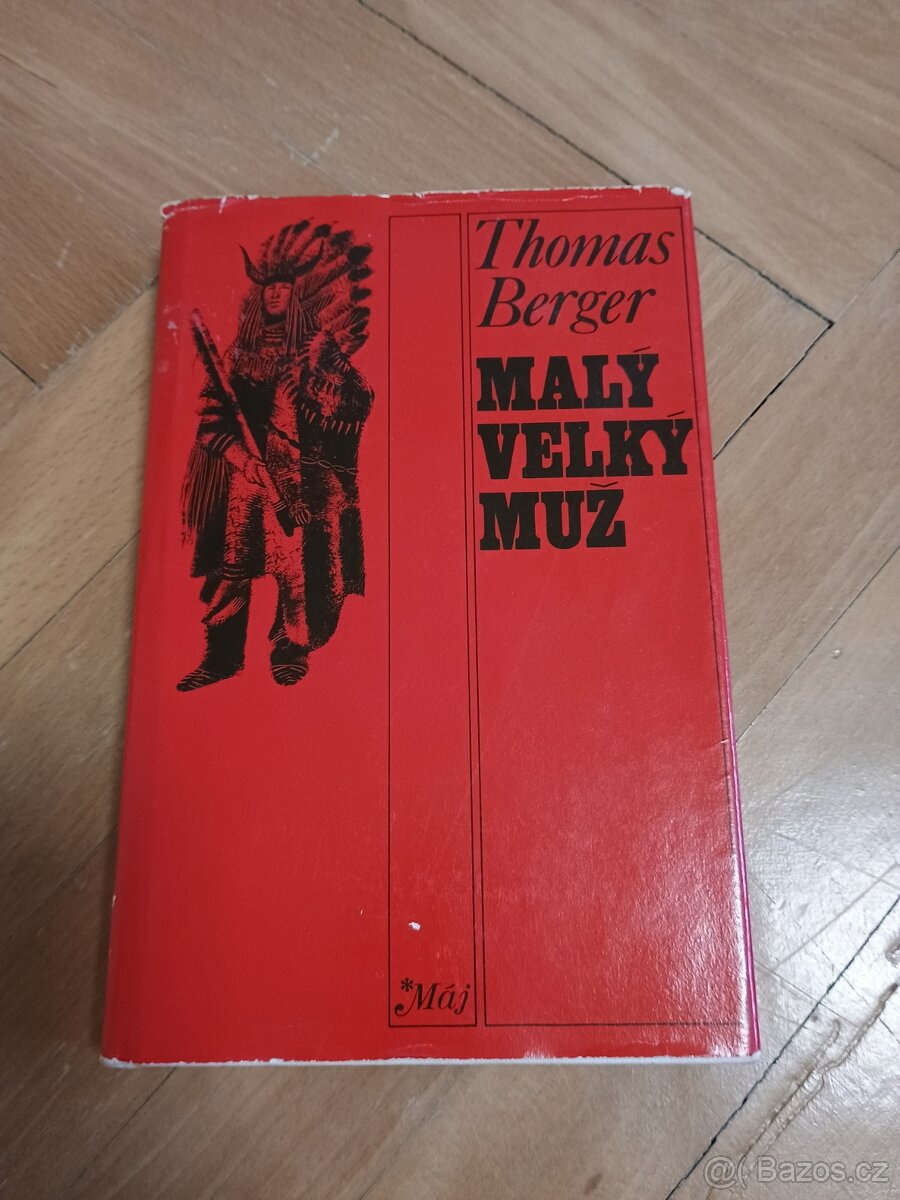 Thomas
Berger
MALÝ
VELKÝ
MUŽ
*Máj
@( Bazos.cz